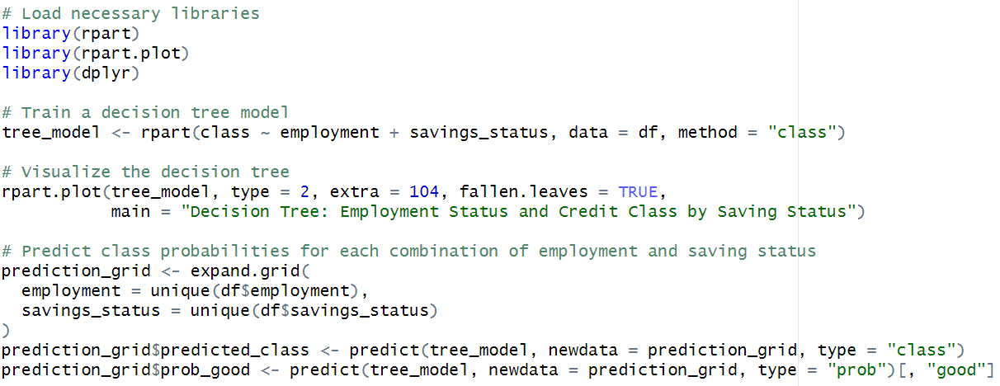 # Load necessary libraries
library(rpart)
library(rpart.plot)
library(dplyr)

# Train a decision tree model
tree_model <- rpart(class ~ employment + savings_status, data = df, method = "class")

# Visualize the decision tree
rpart.plot(tree_model, type = 2, extra = 104, fallen.leaves = TRUE,
           main = "Decision Tree: Employment Status and Credit Class by Saving Status")

# Predict class probabilities for each combination of employment and saving status
prediction_grid <- expand.grid(
  employment = unique(df$employment),
  savings_status = unique(df$savings_status)
)
prediction_grid$predicted_class <- predict(tree_model, newdata = prediction_grid, type = "class")
prediction_grid$prob_good <- predict(tree_model, newdata = prediction_grid, type = "prob")[, "good"]